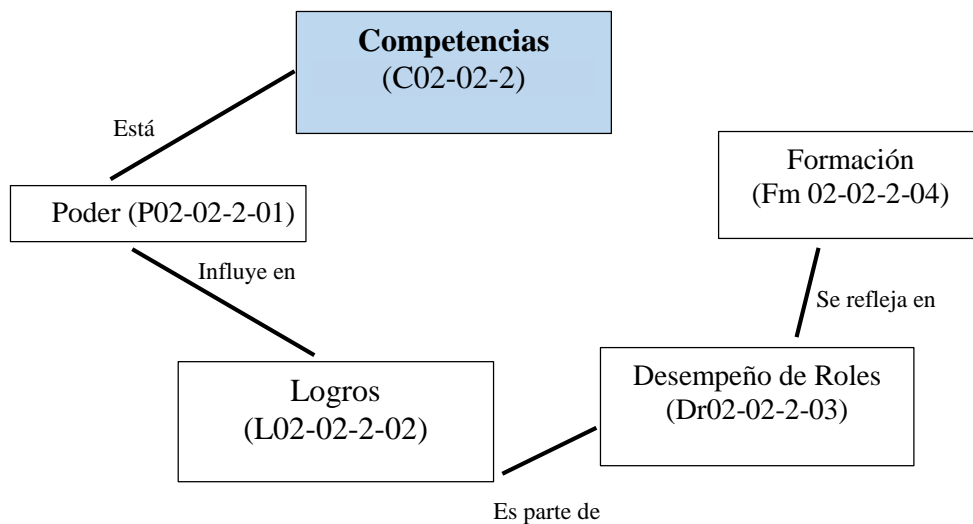 Competencias
(C02-02-2)
Está
Poder (P02-02-2-01)
Formación
(Fm 02-02-2-04)
Influye en
Se refleja en
Logros
(L02-02-2-02)
Desempeño de Roles
(Dr02-02-2-03)
Es parte de